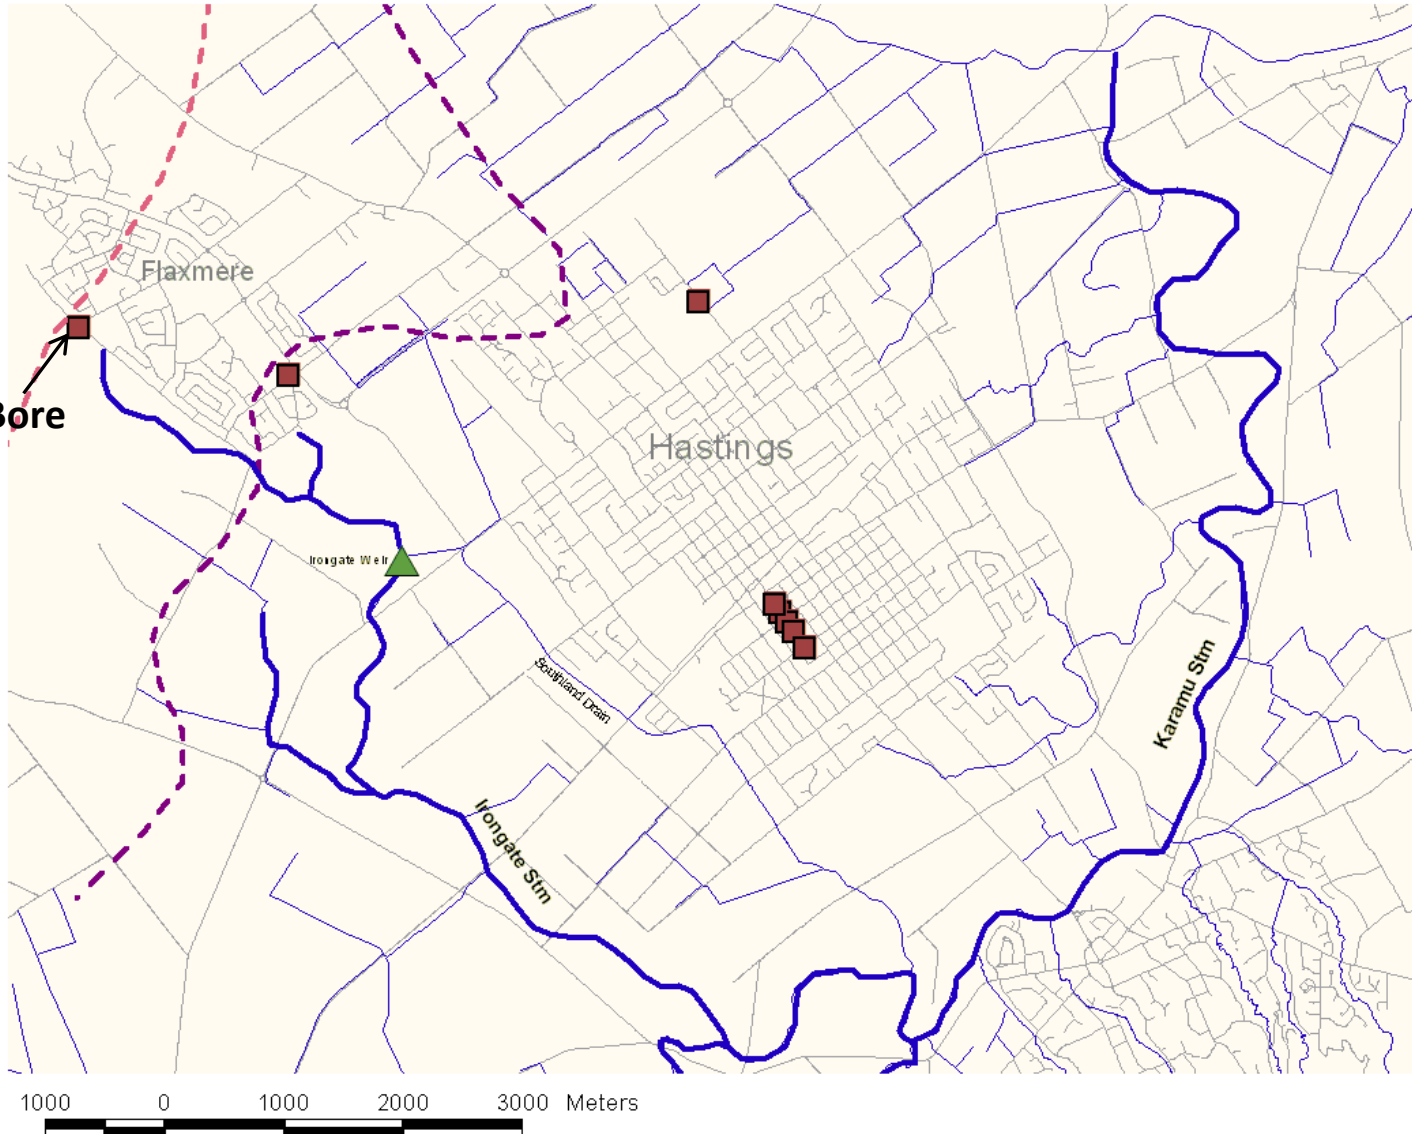 Flaxmere
Bore
Hastings
Irongate Weir
Southland Drain
Karamu Stm
Irongate Stm
1000 0 1000 2000 3000 Meters